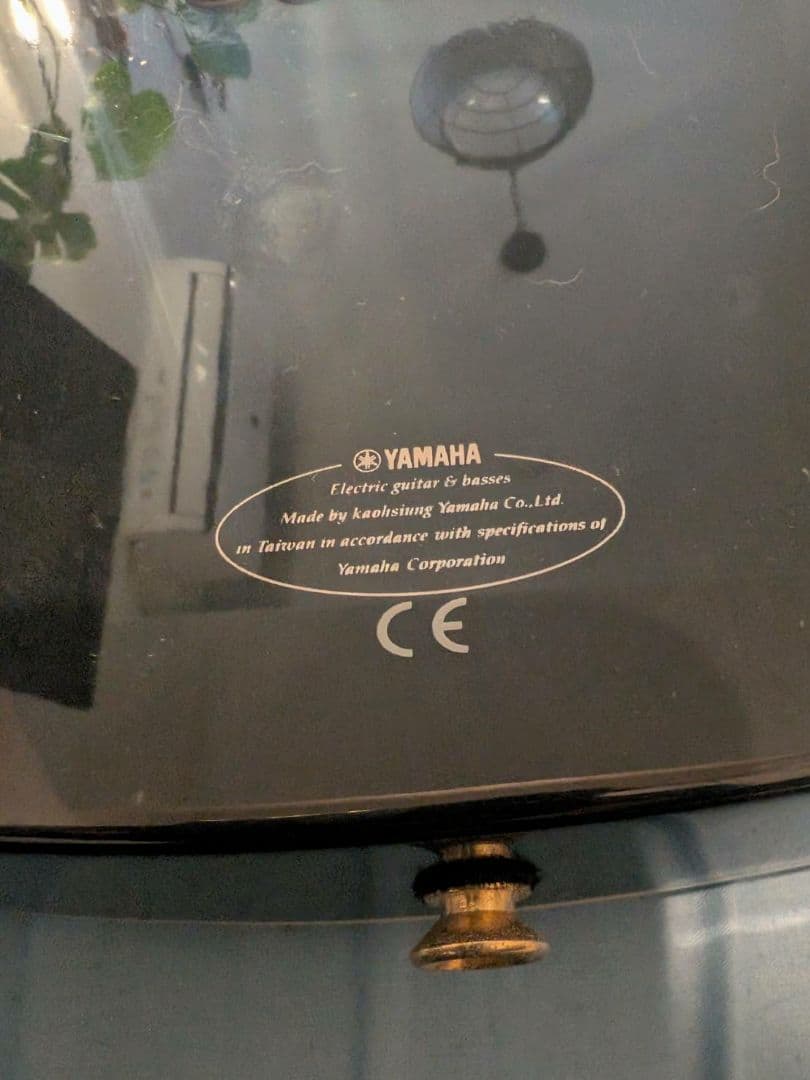 YAMAHA
Electric guitar & basses
Made by kaohsiung Yamaha Co.,Ltd.
in Taiwan in accordance with specifications of
Yamaha Corporation
CE